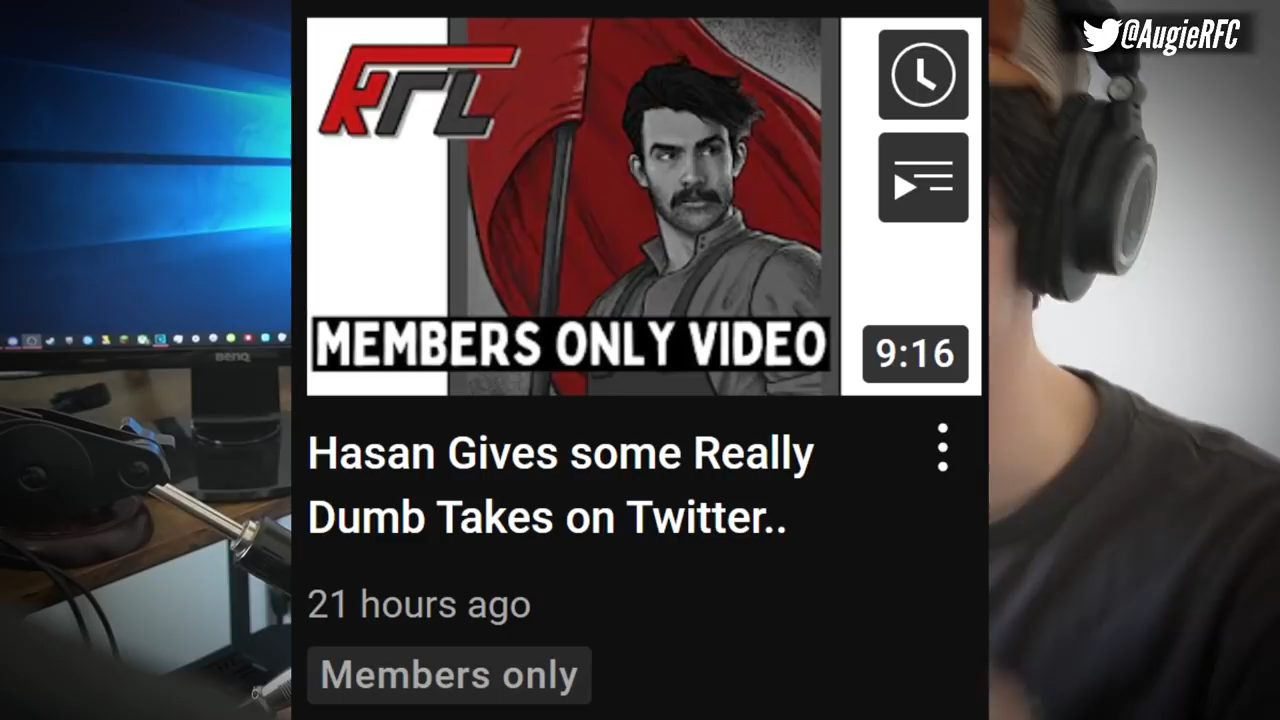 @AugieRFC
RFL
MEMBERS ONLY VIDEO
9:16
Hasan Gives some Really
Dumb Takes on Twitter..
21 hours ago
Members only
BenQ